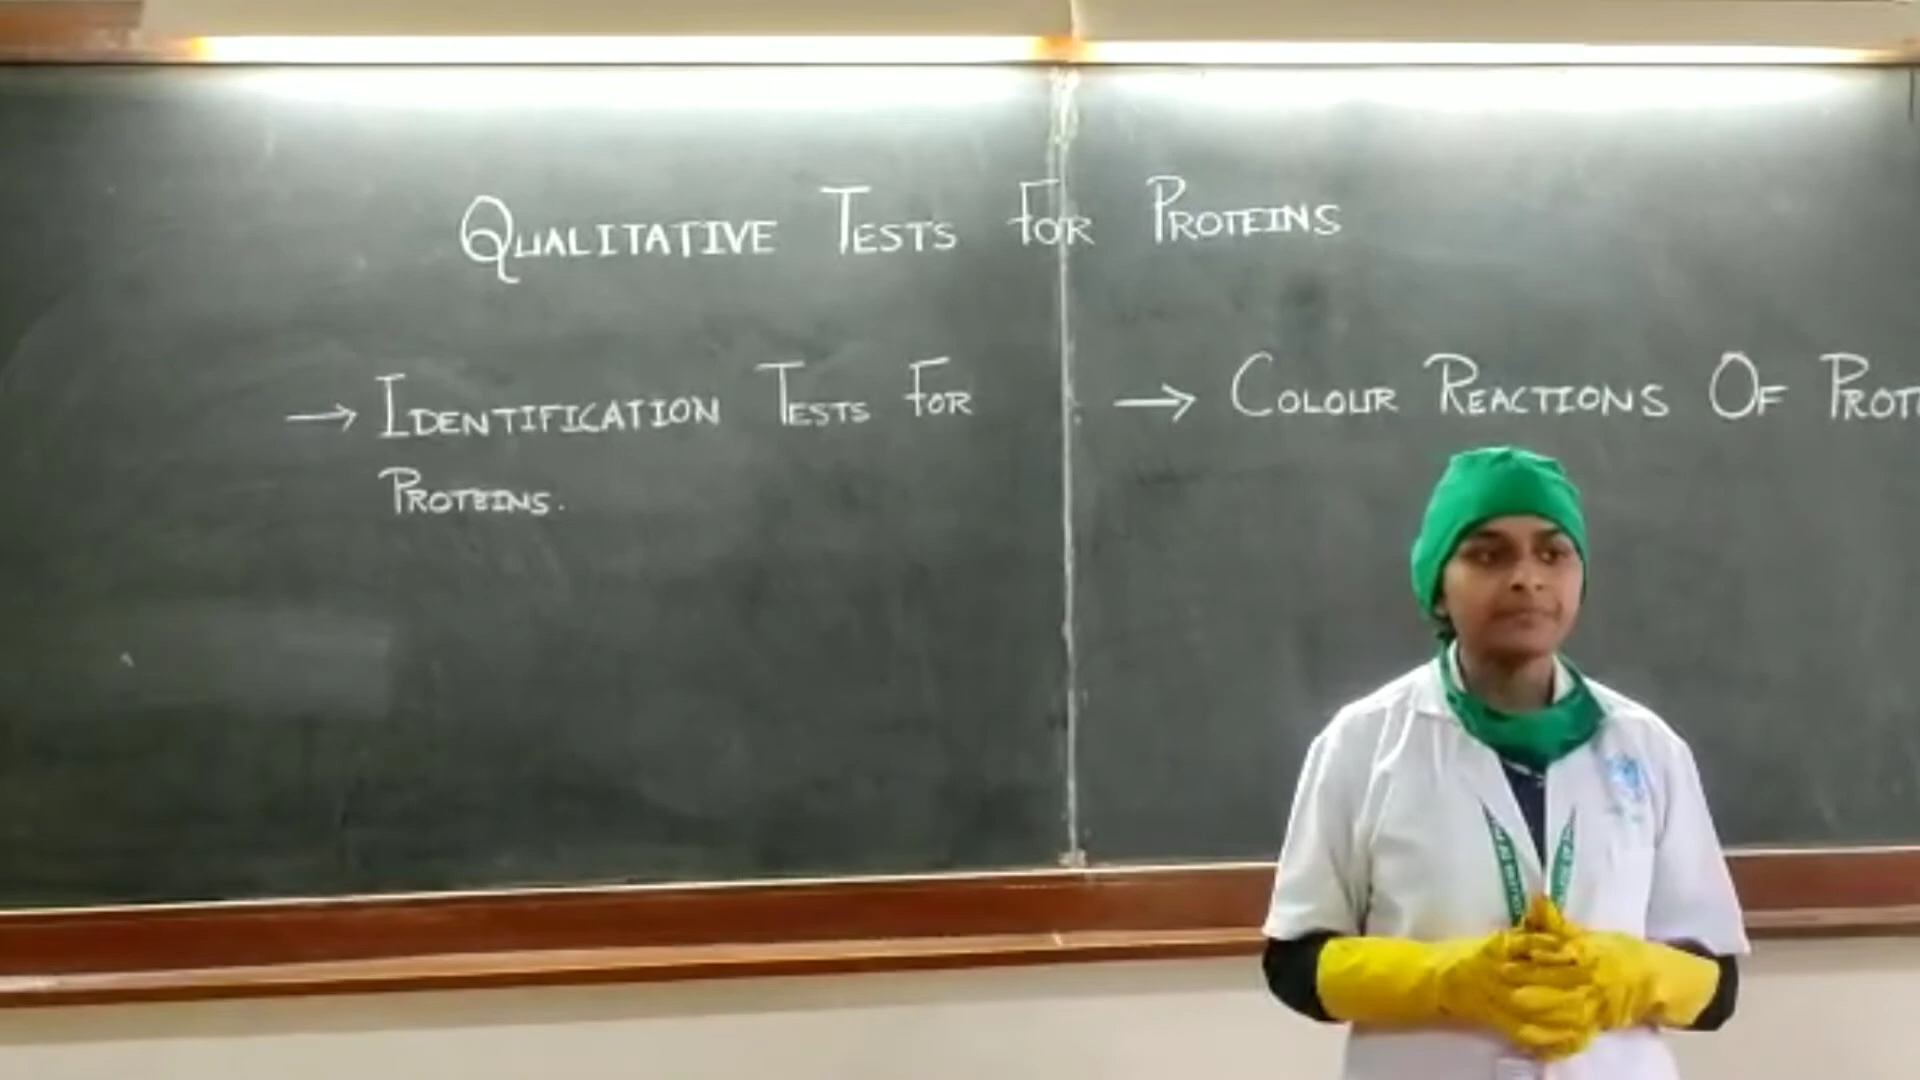 QUALITATIVE TESTS FOR PROTEINS
→ IDENTIFICATION TESTS FOR
PROTEINS.
→ COLOUR REACTIONS OF